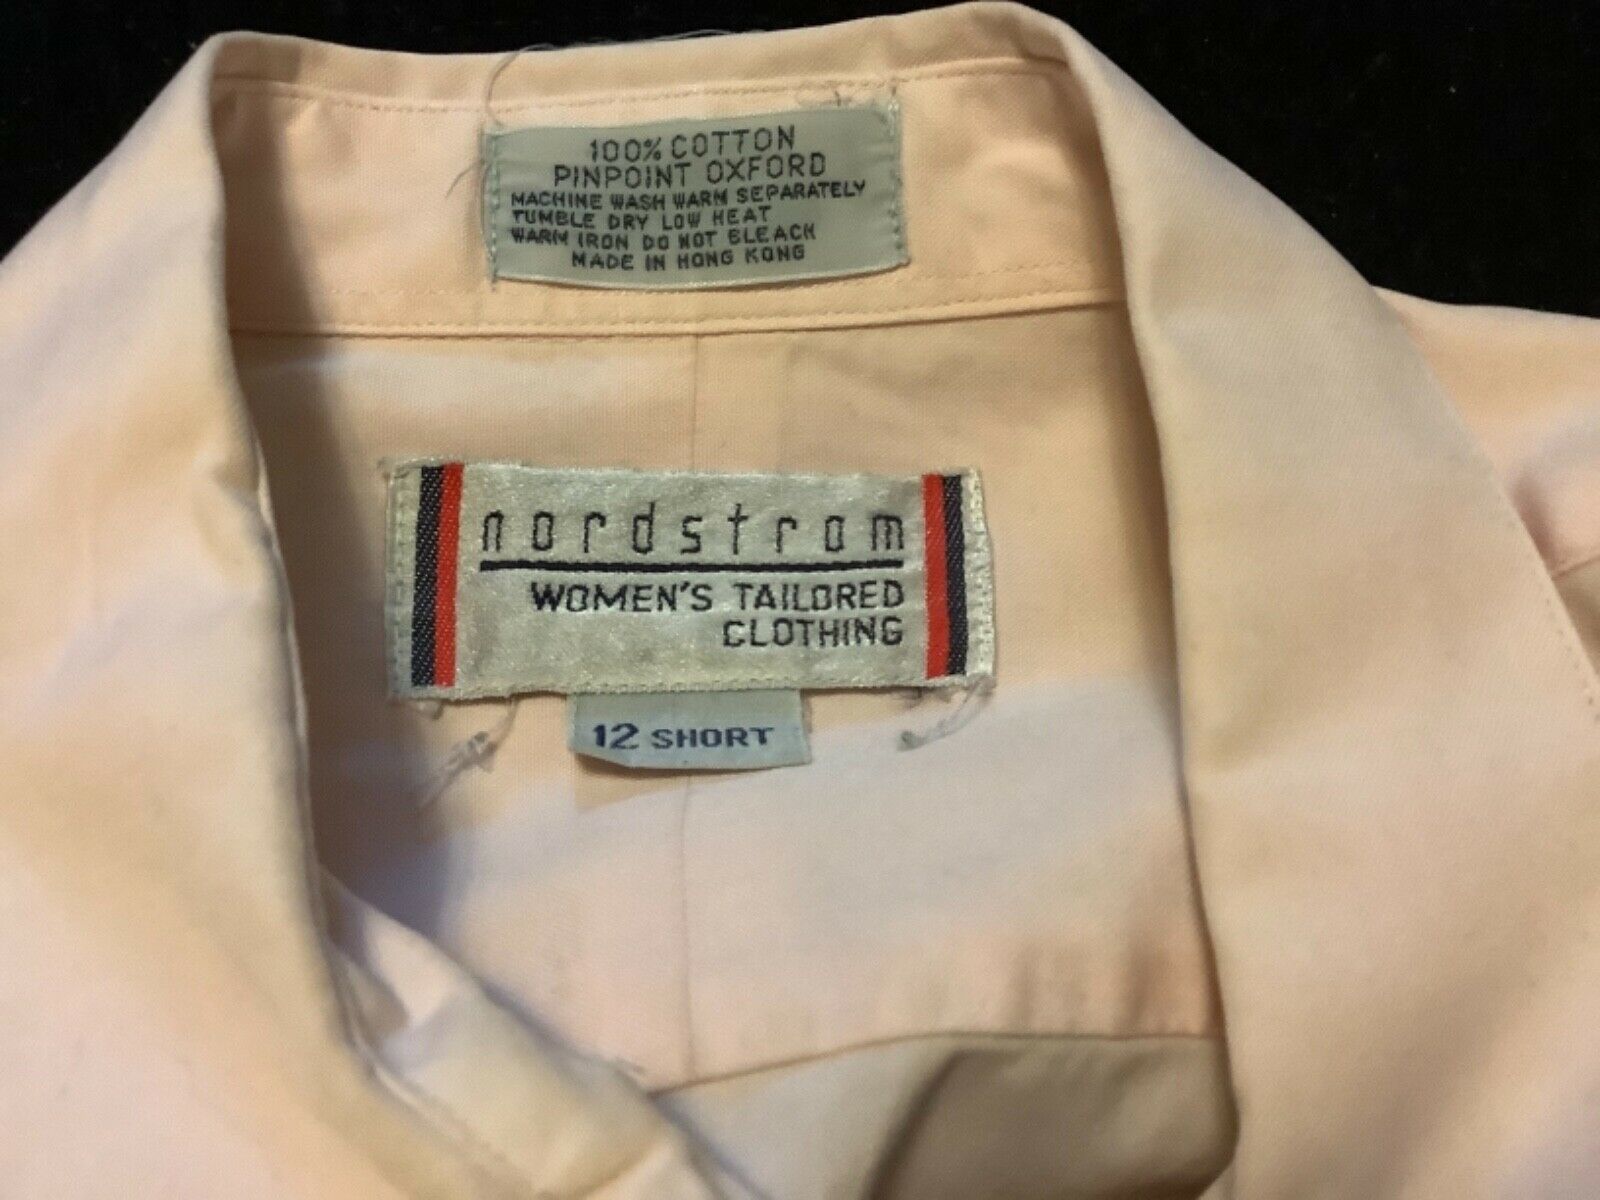 100% COTTON
PINPOINT OXFORD
MACHINE WASH WARM SEPARATELY
TUMBLE DRY LOW HEAT
WARM IRON DO NOT BLEACH
MADE IN HONG KONG
nordstrom
WOMEN'S TAILORED
CLOTHING
12 SHORT